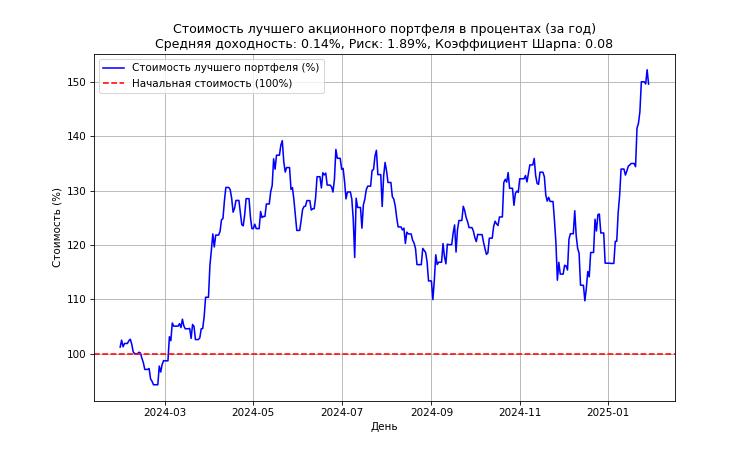 Стоимость лучшего акционного портфеля в процентах (за год)
Средняя доходность: 0.14%, Риск: 1.89%, Коэффициент Шарпа: 0.08
Стоимость лучшего портфеля (%)
Начальная стоимость (100%)
Стоимость (%)
150
140
130
120
110
100
2024-03
2024-05
2024-07
2024-09
2024-11
2025-01
День